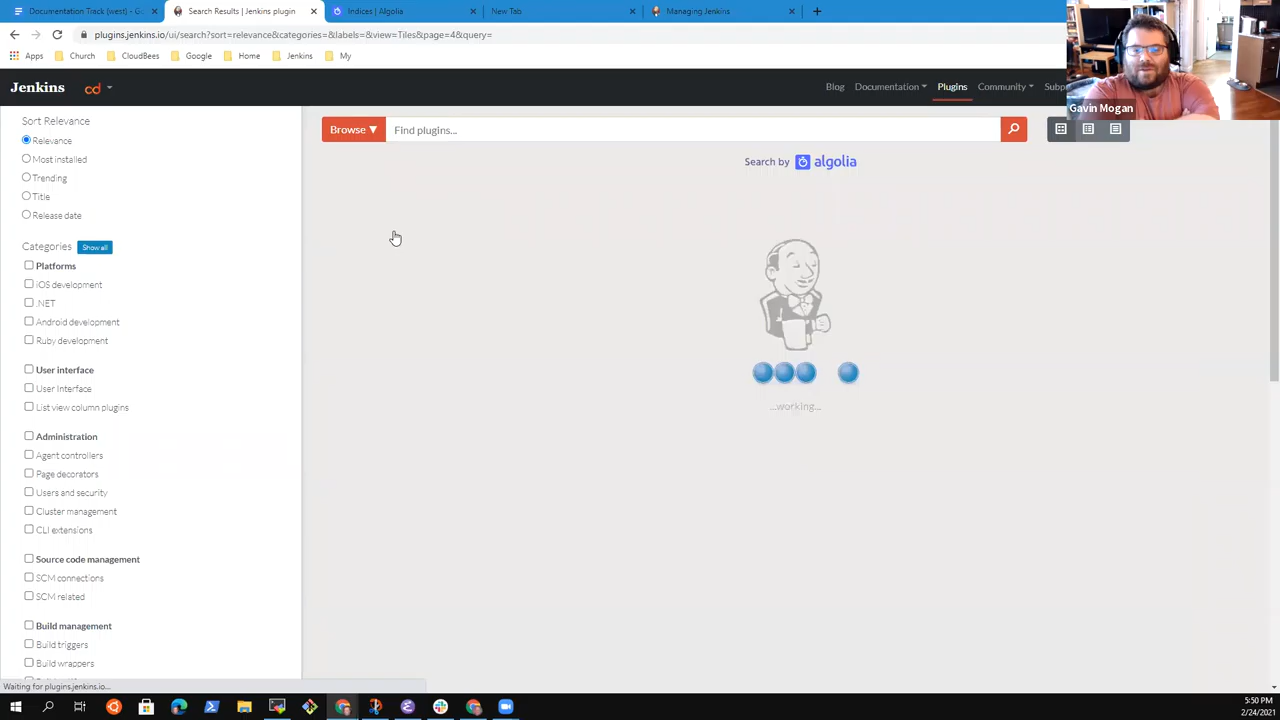 Documentation Track (west) - G
Search Results | Jenkins plugin
Indices | Algolia
New Tab
Managing Jenkins
plugins.jenkins.io/ui/search?sort=relevance&categories=&labels=&view=Tiles&page=4&query=
Apps
Church
CloudBees
Google
Home
Jenkins
My
Jenkins
cd
Blog
Documentation
Plugins
Community
Gavin Mogan
Sort Relevance
Relevance
Most installed
Trending
Title
Release date
Categories
Show all
Platforms
iOS development
.NET
Android development
Ruby development
User interface
User Interface
List view column plugins
Administration
Agent controllers
Page decorators
Users and security
Cluster management
CLI extensions
Source code management
SCM connections
SCM related
Build management
Build triggers
Build wrappers
Browse ▼
Find plugins...
Search by algolia
...working...
Waiting for plugins.jenkins.io...
5:50 PM
2/24/2021